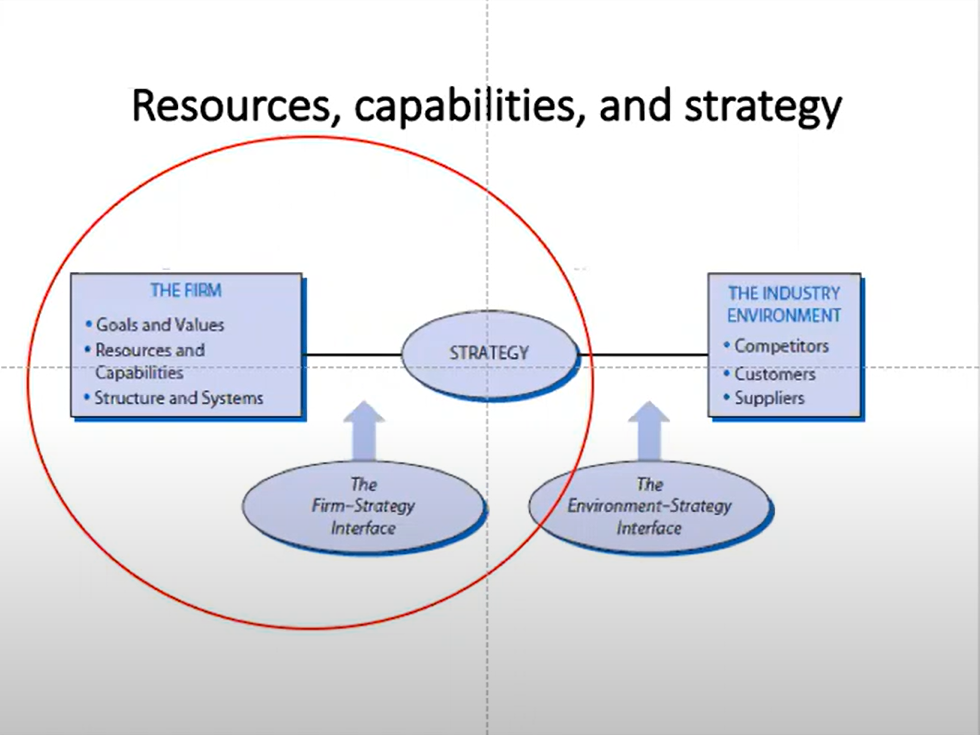 Resources, capabilities, and strategy
THE FIRM
• Goals and Values
• Resources and
Capabilities
• Structure and Systems
STRATEGY
THE INDUSTRY
ENVIRONMENT
• Competitors
• Customers
• Suppliers
The
Firm–Strategy
Interface
The
Environment–Strategy
Interface